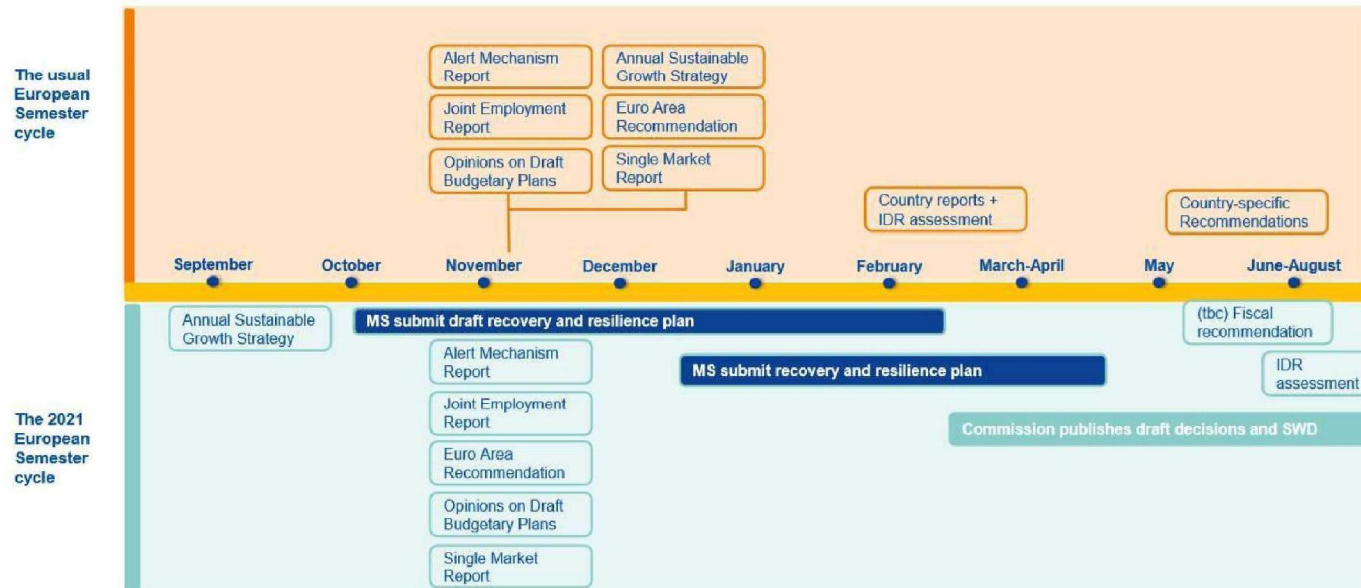 The usual
European
Semester
cycle
Alert Mechanism
Report
Annual Sustainable
Growth Strategy
Joint Employment
Report
Euro Area
Recommendation
Opinions on Draft
Budgetary Plans
Single Market
Report
Country reports +
IDR assessment
Country-specific
Recommendations
September
October
November
December
January
February
March-April
May
June-August
Annual Sustainable
Growth Strategy
MS submit draft recovery and resilience plan
(tbc) Fiscal
recommendation
Alert Mechanism
Report
MS submit recovery and resilience plan
IDR
assessment
The 2021
European
Semester
cycle
Joint Employment
Report
Commission publishes draft decisions and SWD
Euro Area
Recommendation
Opinions on Draft
Budgetary Plans
Single Market
Report